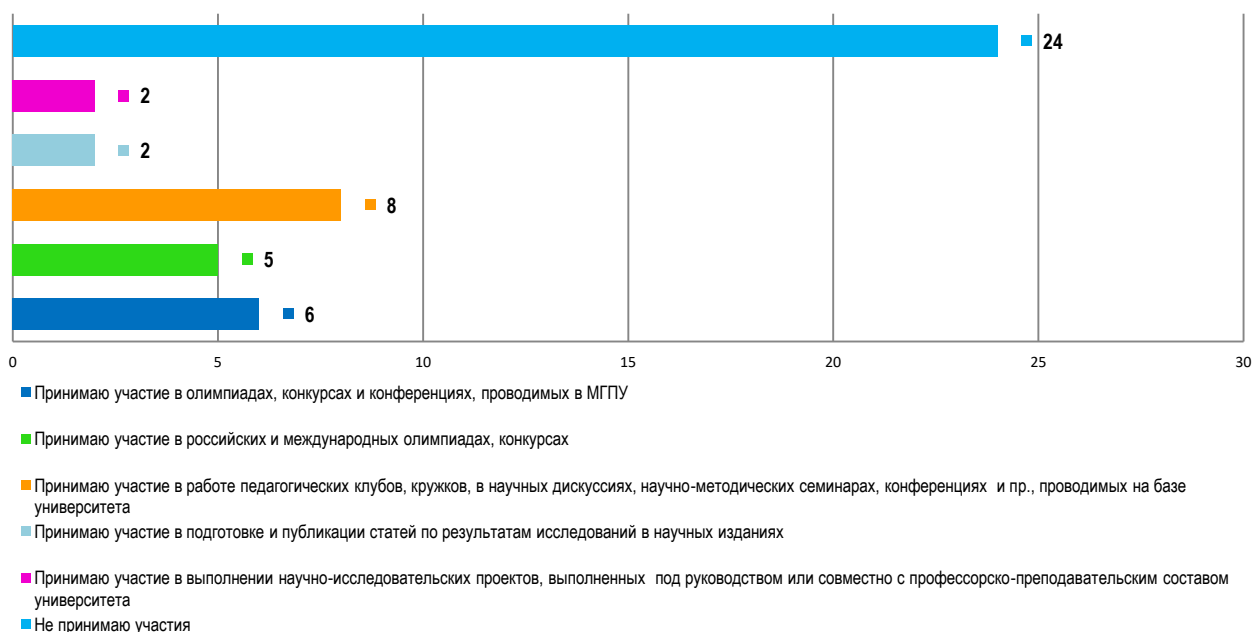 24
2
2
8
5
6
0 5 10 15 20 25 30
Принимаю участие в олимпиадах, конкурсах и конференциях, проводимых в МГПУ
Принимаю участие в российских и международных олимпиадах, конкурсах
Принимаю участие в работе педагогических клубов, кружков, в научных дискуссиях, научно-методических семинарах, конференциях и пр., проводимых на базе
университета
Принимаю участие в подготовке и публикации статей по результатам исследований в научных изданиях
Принимаю участие в выполнении научно-исследовательских проектов, выполненных под руководством или совместно с профессорско-преподавательским составом
университета
Не принимаю участия